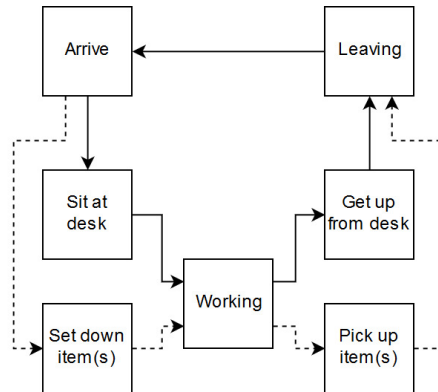 Arrive
Leaving
Sit at
desk
Get up
from desk
Working
Set down
item(s)
Pick up
item(s)